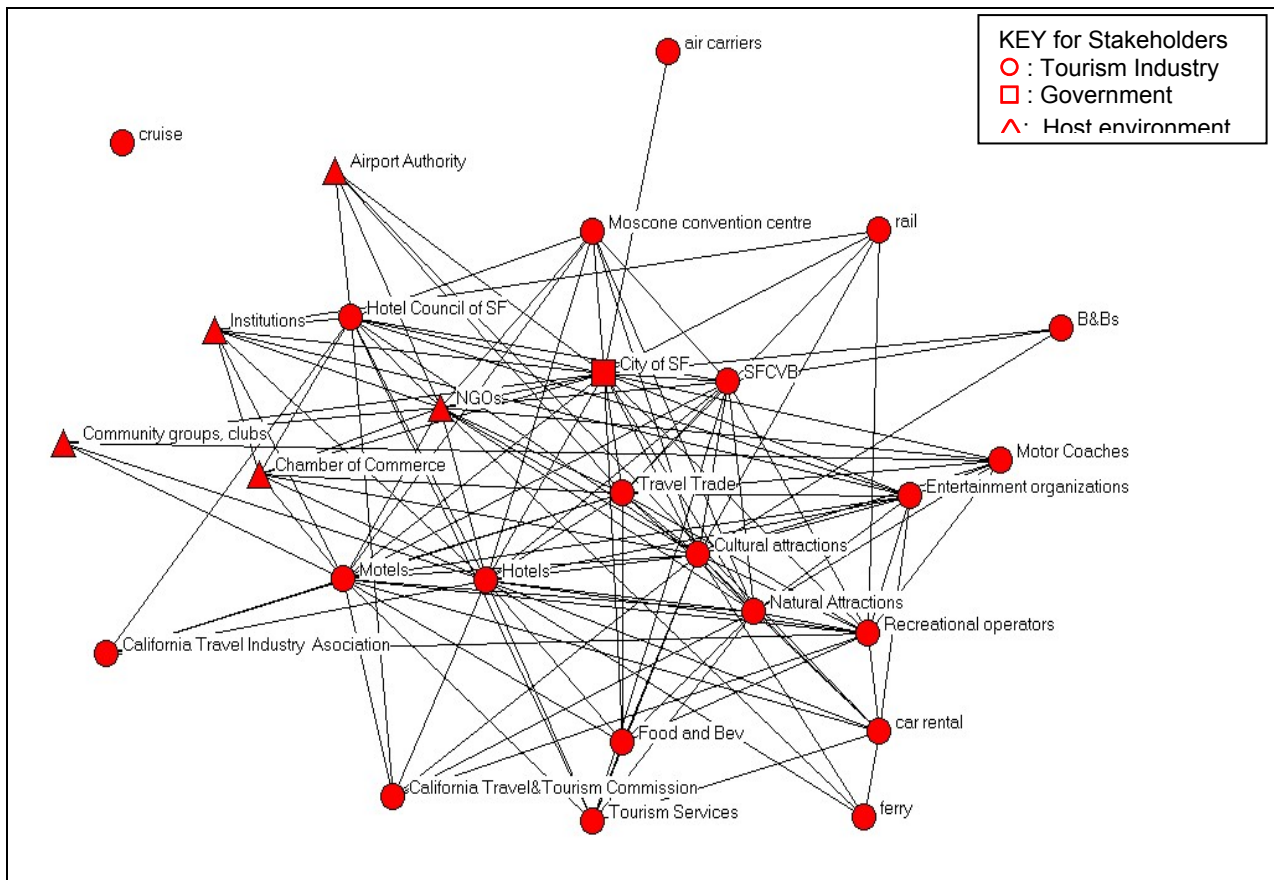 KEY for Stakeholders
: Tourism Industry
: Government
: Host environment
air carriers
cruise
Airport Authority
Moscone convention centre
rail
Hotel Council of SF
Institutions
B&Bs
City of SF
SFCVB
NGOs
Community groups, clubs
Motor Coaches
Chamber of Commerce
Travel Trade
Entertainment organizations
Cultural attractions
Motels
Hotels
Natural Attractions
Recreational operators
California Travel Industry Asociation
car rental
Food and Bev
California Travel&Tourism Commission
Tourism Services
ferry